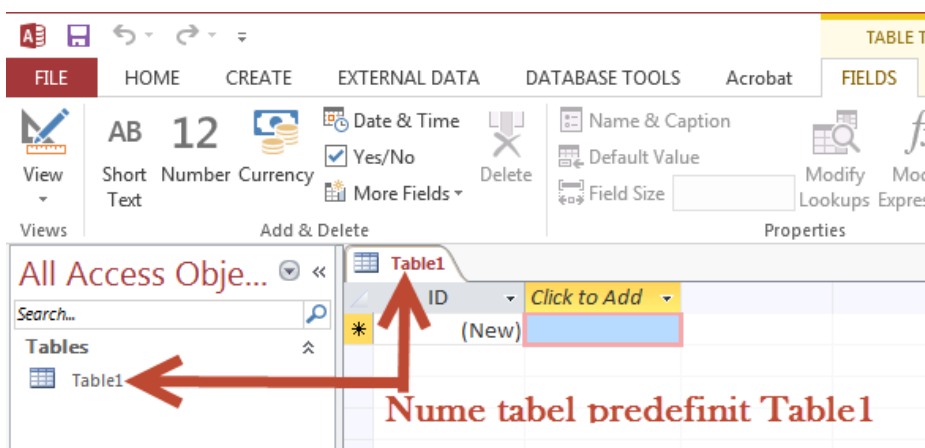 TABLE T
FILE HOME CREATE EXTERNAL DATA DATABASE TOOLS Acrobat FIELDS
AB 12 Date & Time Name & Caption
Yes/No Default Value
View Short Text Number Currency More Fields Delete Field Size Modify Lookups
Views Add & Delete Properties
All Access Obje... «
Table1
Search...
ID Click to Add
* (New)
Tables
Table1
Nume tabel predefinit Table1